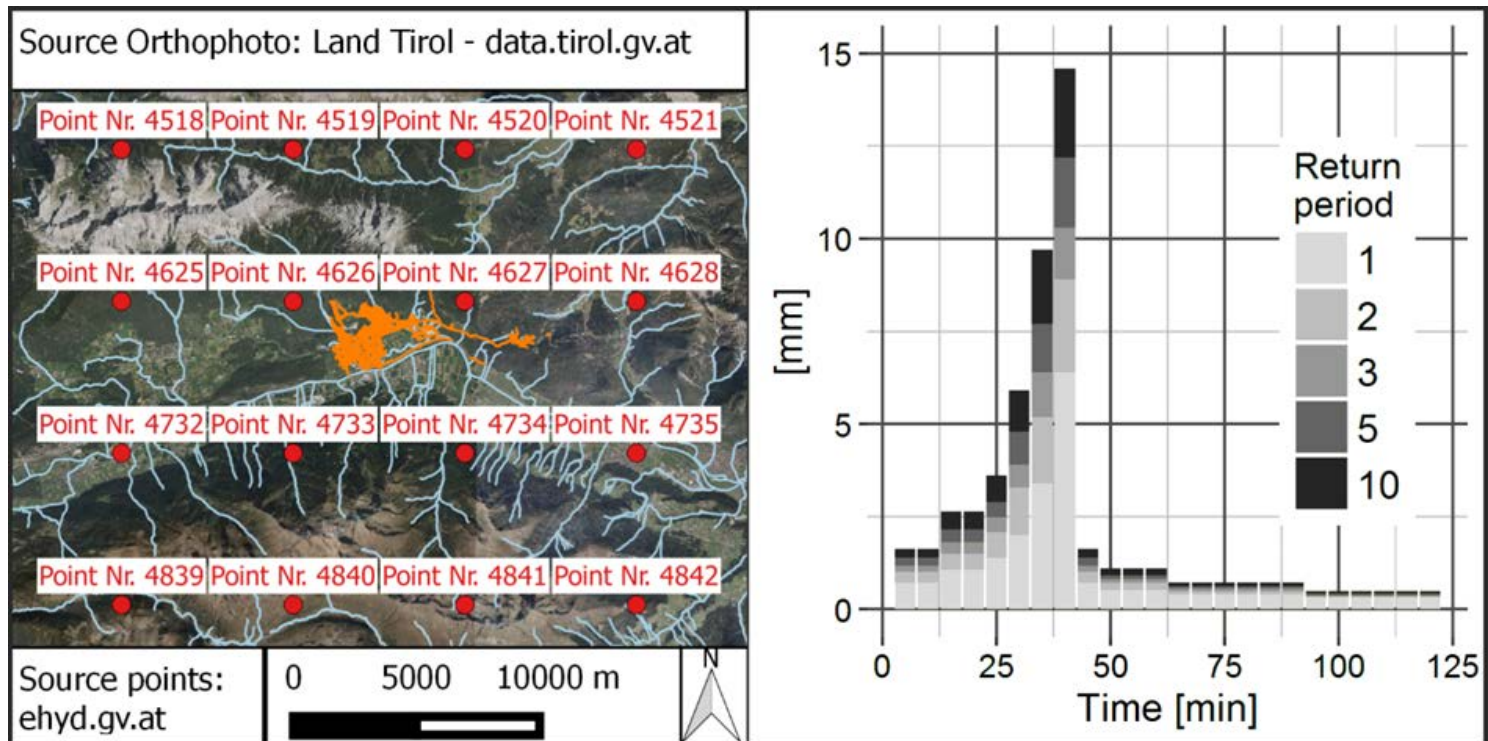 Source Orthophoto: Land Tirol - data.tirol.gv.at
Point Nr. 4518 Point Nr. 4519 Point Nr. 4520 Point Nr. 4521
Point Nr. 4625 Point Nr. 4626 Point Nr. 4627 Point Nr. 4628
Point Nr. 4732 Point Nr. 4733 Point Nr. 4734 Point Nr. 4735
Point Nr. 4839 Point Nr. 4840 Point Nr. 4841 Point Nr. 4842
Source points:
ehyd.gv.at
0 5000 10000 m
N
15
10
5
0
[mm]
0 25 50 75 100 125
Time [min]
Return
period
1
2
3
5
10